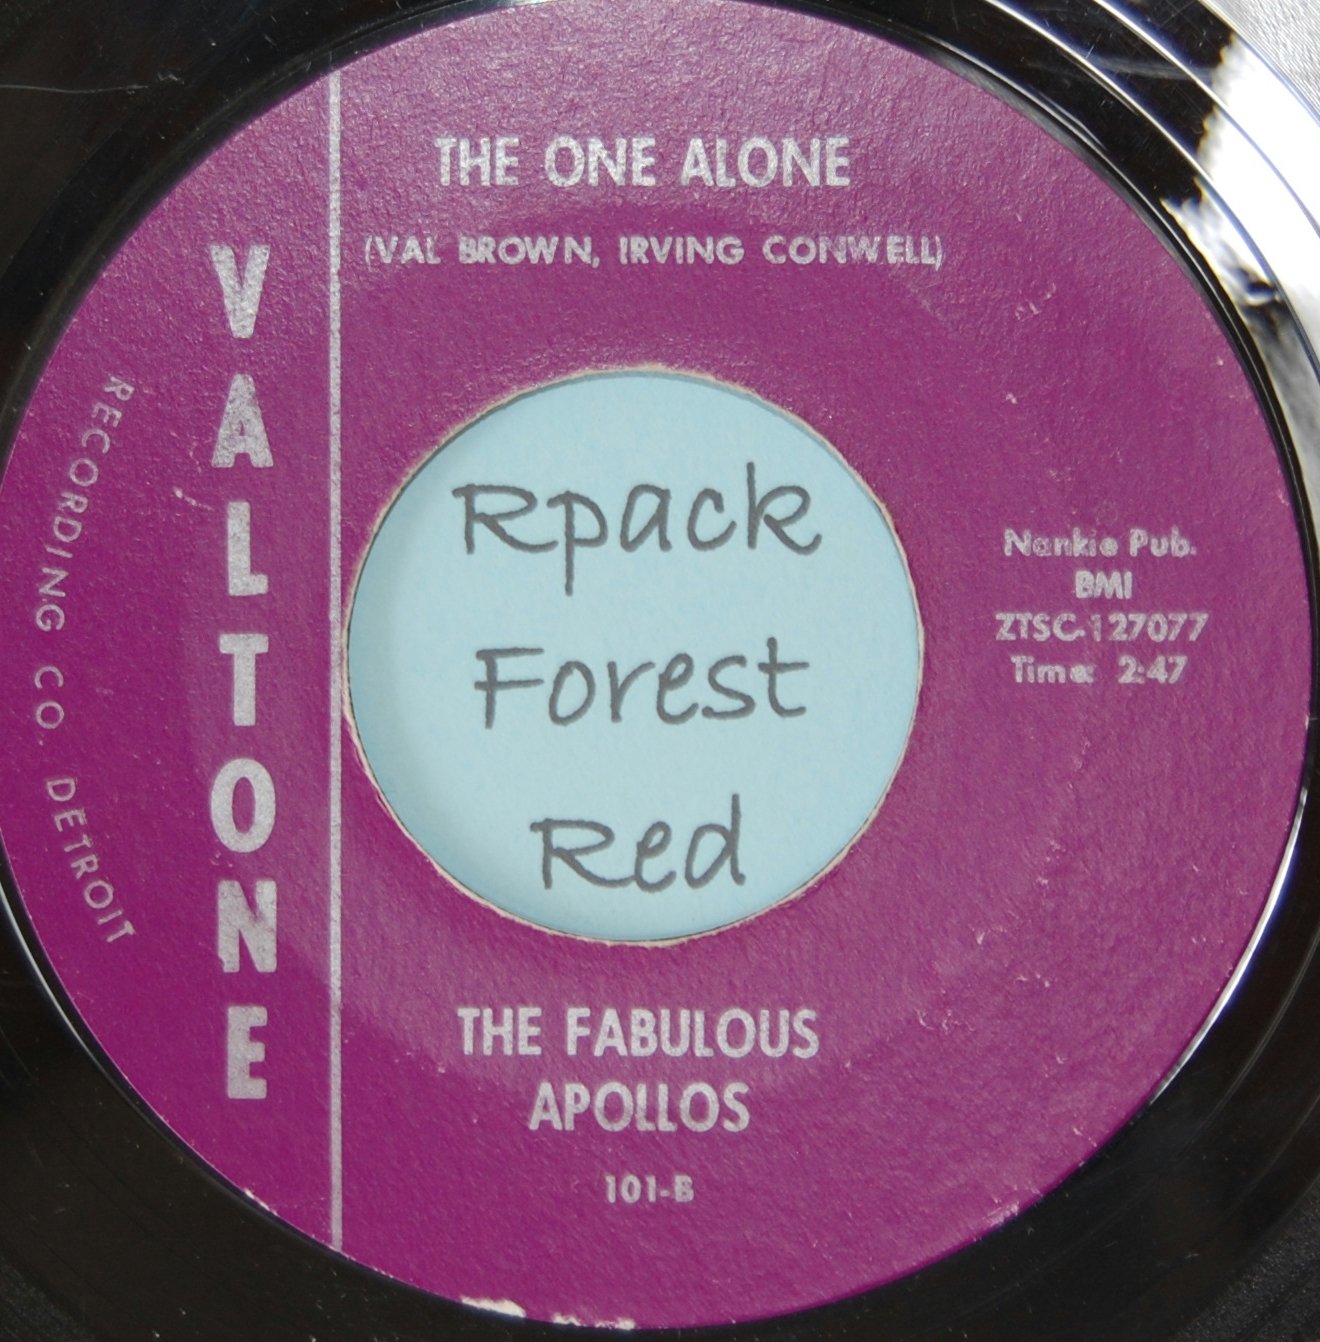 THE ONE ALONE
(VAL BROWN, IRVING CONWELL)
VALTONE
RECORDING CO. DETROIT
Rpack
Forest
Red
Nankie Pub.
BMI
ZTSC-127077
Time: 2:47
THE FABULOUS
APOLLOS
101-B